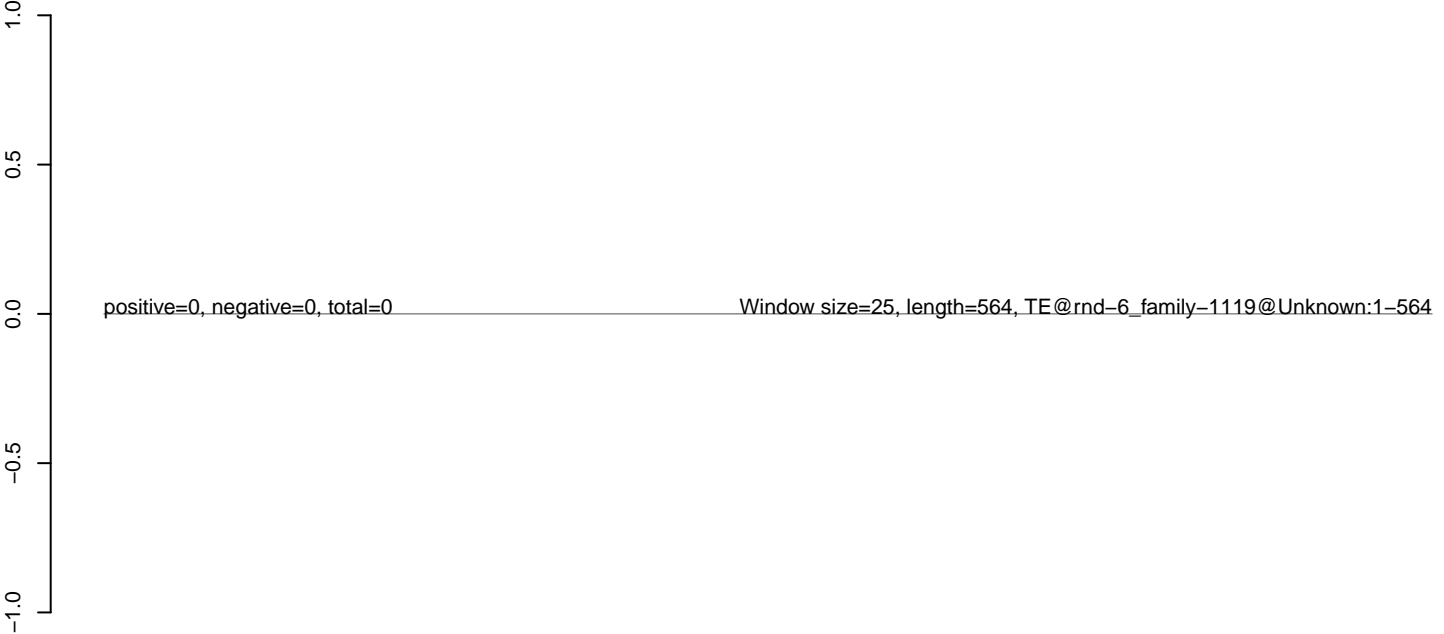 1.0
0.5
0.0
−0.5
−1.0
positive=0, negative=0, total=0
Window size=25, length=564, TE@rnd−6_family−1119@Unknown:1−564